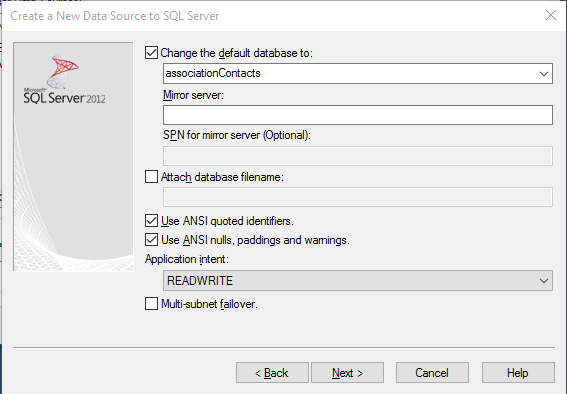 Create a New Data Source to SQL Server
Microsoft
SQL Server 2012
Change the default database to:
associationContacts
Mirror server:
SPN for mirror server (Optional):
Attach database filename:
Use ANSI quoted identifiers.
Use ANSI nulls, paddings and warnings.
Application intent:
READWRITE
Multi-subnet failover.
< Back Next > Cancel Help